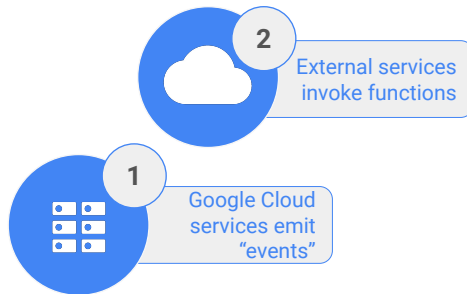 2
External services
invoke functions
1
Google Cloud
services emit
“events”